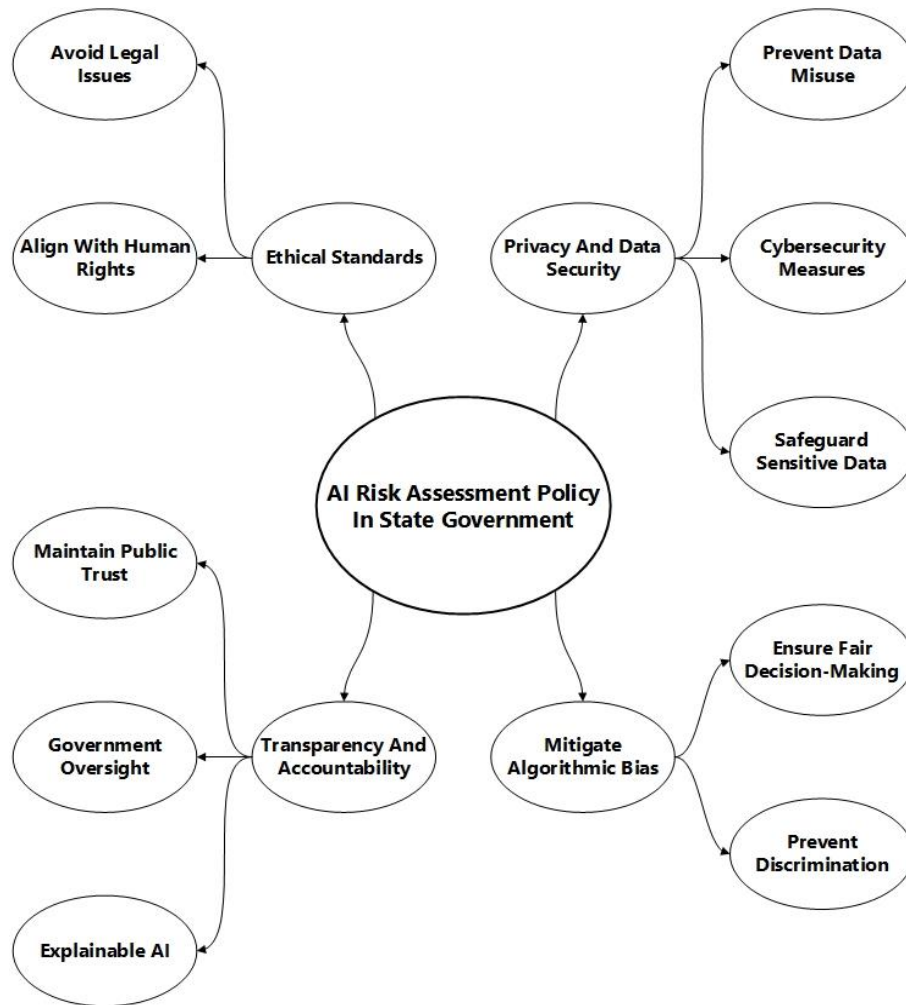 Avoid Legal
Issues
Prevent Data
Misuse
Align With Human
Rights
Ethical Standards
Privacy And Data
Security
Cybersecurity
Measures
Safeguard
Sensitive Data
AI Risk Assessment Policy
In State Government
Maintain Public
Trust
Ensure Fair
Decision-Making
Government
Oversight
Transparency And
Accountability
Mitigate
Algorithmic Bias
Prevent
Discrimination
Explainable AI